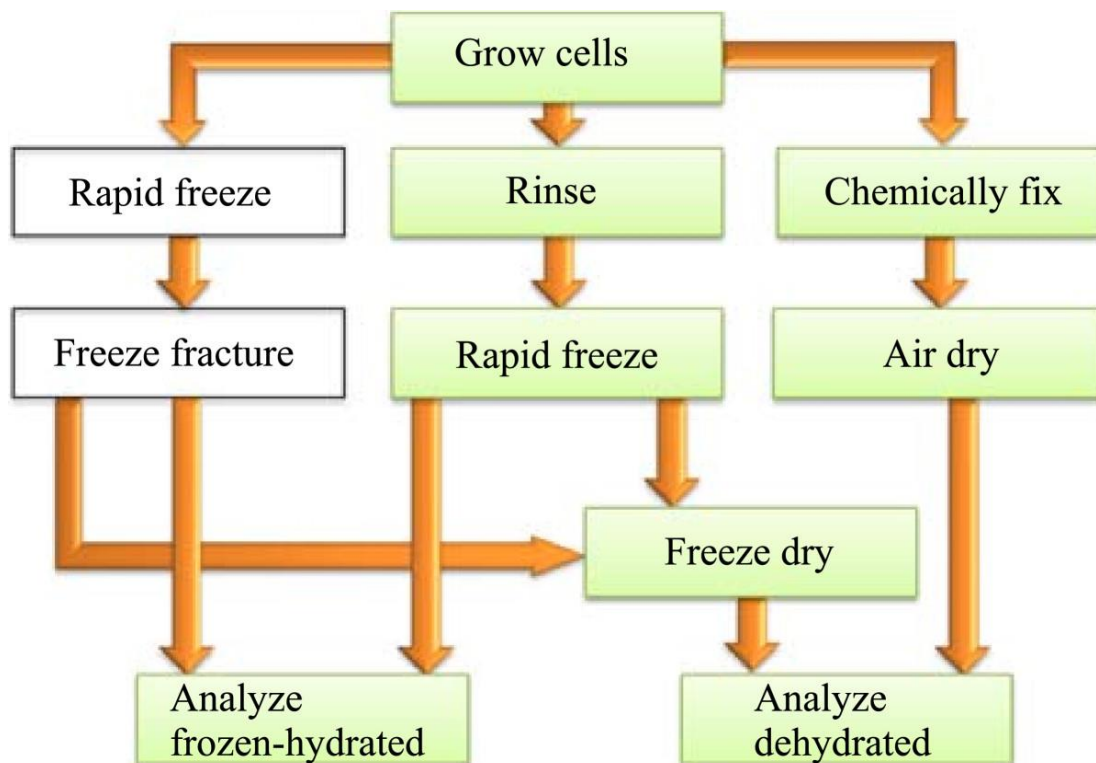 Grow cells
Rapid freeze
Rinse
Chemically fix
Freeze fracture
Rapid freeze
Air dry
Freeze dry
Analyze
frozen-hydrated
Analyze
dehydrated